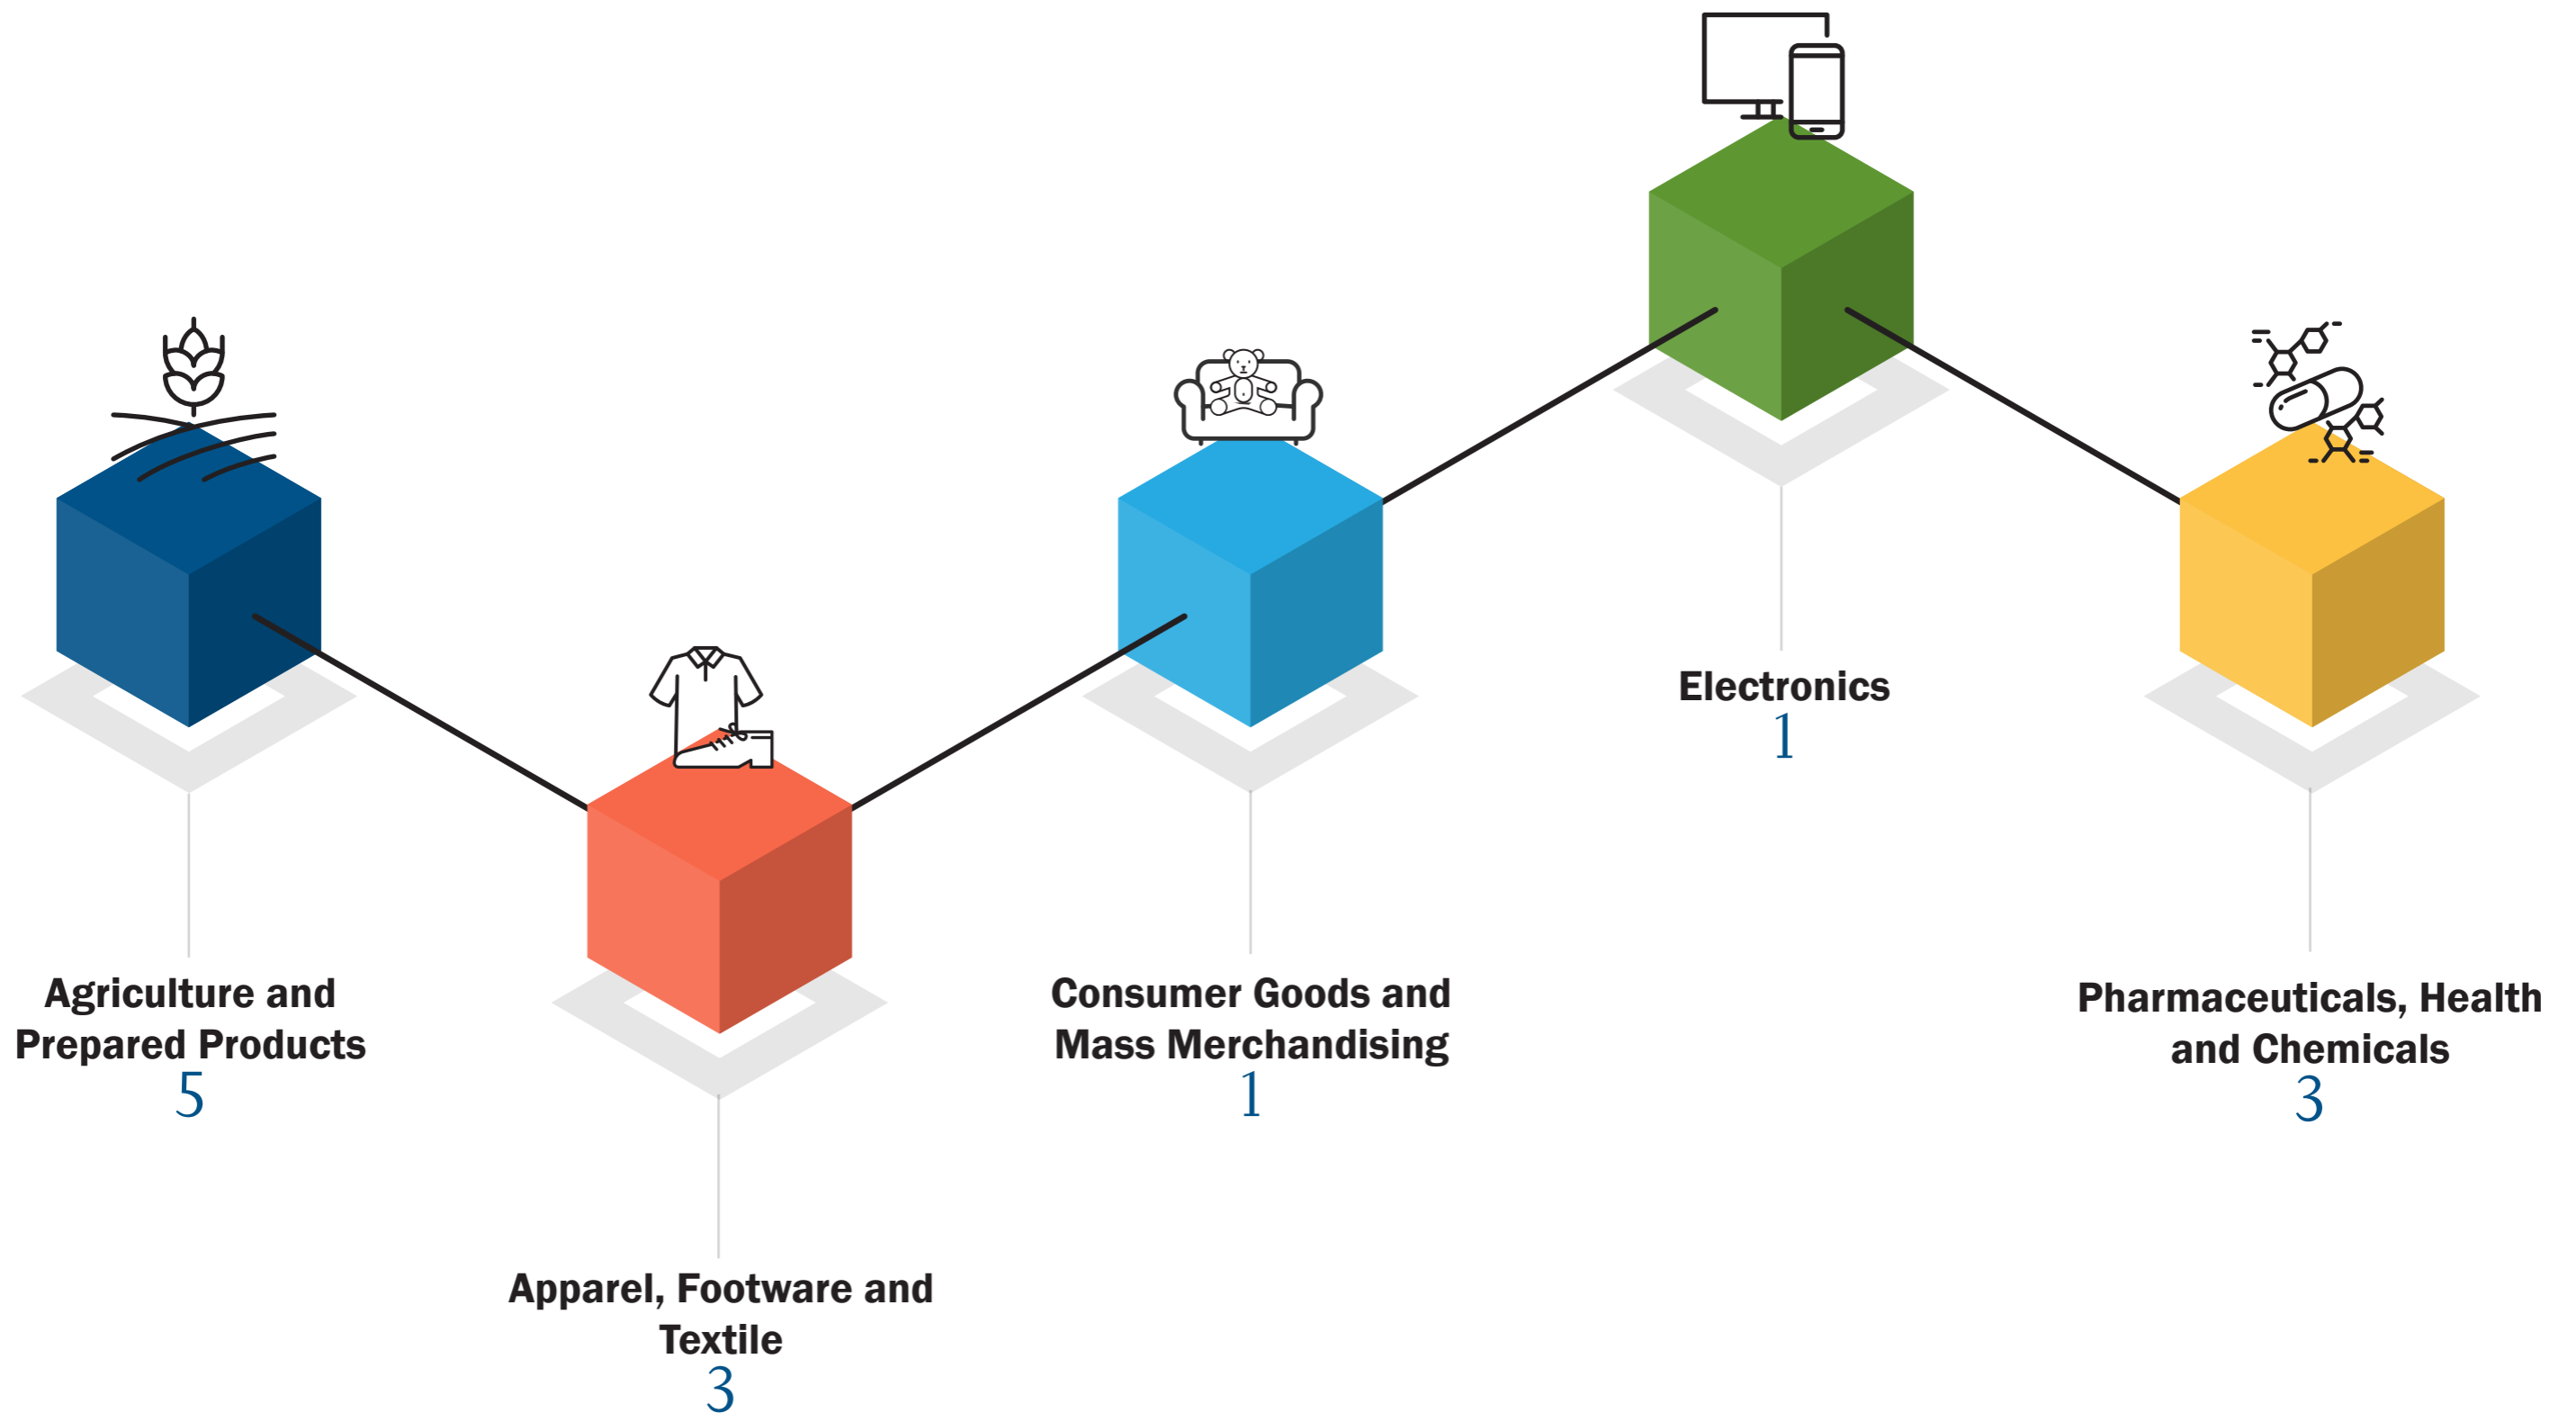 Agriculture and
Prepared Products
5
Apparel, Footware and
Textile
3
Consumer Goods and
Mass Merchandising
1
Electronics
1
Pharmaceuticals, Health
and Chemicals
3